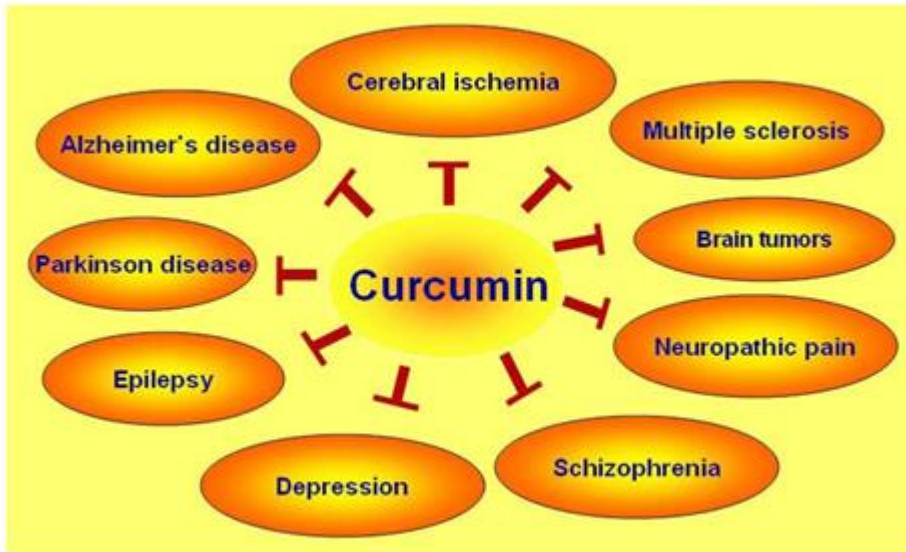 Cerebral ischemia
Alzheimer's disease
Multiple sclerosis
Brain tumors
Parkinson disease
Curcumin
Neuropathic pain
Epilepsy
Schizophrenia
Depression